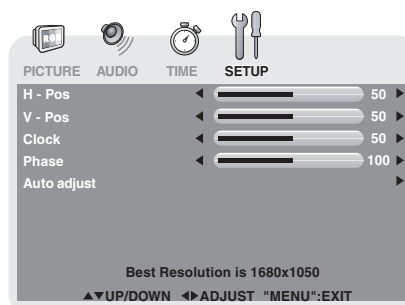 RGB
PICTURE AUDIO TIME SETUP
H - Pos 50
V - Pos 50
Clock 50
Phase 100
Auto adjust
Best Resolution is 1680x1050
▲▼UP/DOWN ◀▶ADJUST "MENU":EXIT